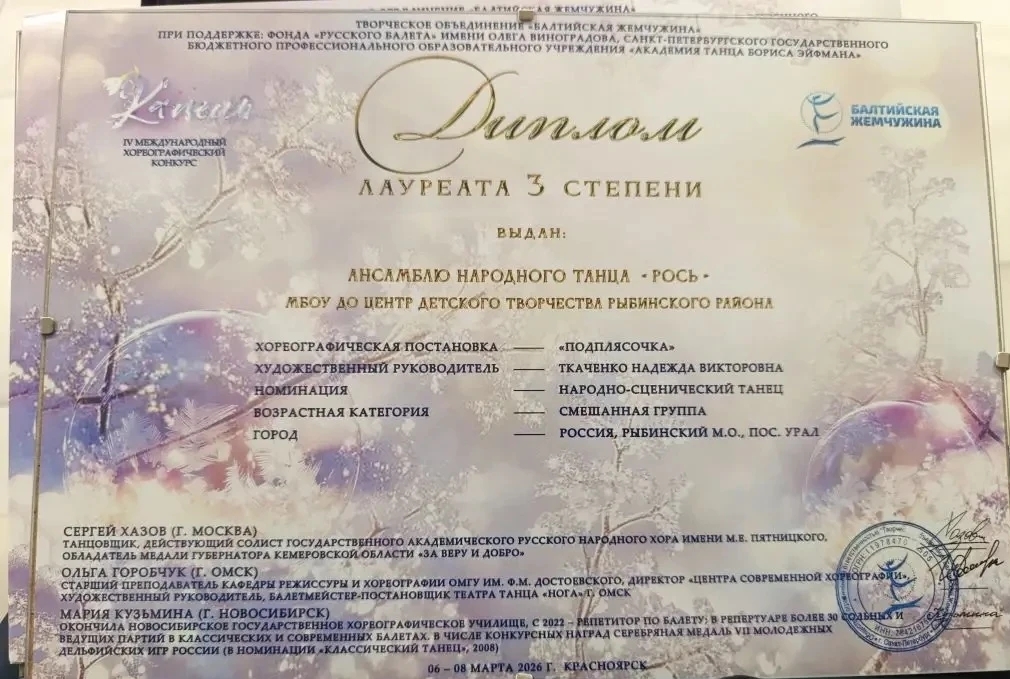 ТВОРЧЕСКОЕ ОБЪЕДИНЕНИЕ «БАЛТИЙСКАЯ ЖЕМЧУЖИНА»
ПРИ ПОДДЕРЖКЕ: ФОНДА «РУССКОГО БАЛЕТА» ИМЕНИ ОЛЕГА ВИНОГРАДОВА, САНКТ-ПЕТЕРБУРГСКОГО ГОСУДАРСТВЕННОГО
БЮДЖЕТНОГО ПРОФЕССИОНАЛЬНОГО ОБРАЗОВАТЕЛЬНОГО УЧРЕЖДЕНИЯ «АКАДЕМИЯ ТАНЦА БОРИСА ЭЙФМАНА»
Капель
IV МЕЖДУНАРОДНЫЙ
ХОРЕОГРАФИЧЕСКИЙ
КОНКУРС
Диплом
БАЛТИЙСКАЯ
ЖЕМЧУЖИНА
ЛАУРЕАТА 3 СТЕПЕНИ
ВЫДАН:
АНСАМБЛЮ НАРОДНОГО ТАНЦА «РОСЬ»
МБОУ ДО ЦЕНТР ДЕТСКОГО ТВОРЧЕСТВА РЫБИНСКОГО РАЙОНА
ХОРЕОГРАФИЧЕСКАЯ ПОСТАНОВКА — «ПОДПЛЯСОЧКА»
ХУДОЖЕСТВЕННЫЙ РУКОВОДИТЕЛЬ — ТКАЧЕНКО НАДЕЖДА ВИКТОРОВНА
НОМИНАЦИЯ — НАРОДНО-СЦЕНИЧЕСКИЙ ТАНЕЦ
ВОЗРАСТНАЯ КАТЕГОРИЯ — СМЕШАННАЯ ГРУППА
ГОРОД — РОССИЯ, РЫБИНСКИЙ М.О., ПОС. УРАЛ
СЕРГЕЙ ХАЗОВ (Г. МОСКВА)
ТАНЦОВЩИК, ДЕЙСТВУЮЩИЙ СОЛИСТ ГОСУДАРСТВЕННОГО АКАДЕМИЧЕСКОГО РУССКОГО НАРОДНОГО ХОРА ИМЕНИ М.Е. ПЯТНИЦКОГО,
ОБЛАДАТЕЛЬ МЕДАЛИ ГУБЕРНАТОРА КЕМЕРОВСКОЙ ОБЛАСТИ «ЗА ВЕРУ И ДОБРО»
ОЛЬГА ГОРОБЧУК (Г. ОМСК)
СТАРШИЙ ПРЕПОДАВАТЕЛЬ КАФЕДРЫ РЕЖИССУРЫ И ХОРЕОГРАФИИ ОМГУ ИМ. Ф.М. ДОСТОЕВСКОГО, ДИРЕКТОР «ЦЕНТРА СОВРЕМЕННОЙ ХОРЕОГРАФИИ»,
ХУДОЖЕСТВЕННЫЙ РУКОВОДИТЕЛЬ, БАЛЕТМЕЙСТЕР-ПОСТАНОВЩИК ТЕАТРА ТАНЦА «НОГА» Г. ОМСК
МАРИЯ КУЗЬМИНА (Г. НОВОСИБИРСК)
ОКОНЧИЛА НОВОСИБИРСКОЕ ГОСУДАРСТВЕННОЕ ХОРЕОГРАФИЧЕСКОЕ УЧИЛИЩЕ, С 2022 - РЕПЕТИТОР ПО БАЛЕТУ; В РЕПЕРТУАРЕ БОЛЕЕ 30 СОЛЬНЫХ И
ВЕДУЩИХ ПАРТИЙ В КЛАССИЧЕСКИХ И СОВРЕМЕННЫХ БАЛЕТАХ. В ЧИСЛЕ КОНКУРСНЫХ НАГРАД СЕРЕБРЯНАЯ МЕДАЛЬ VII МОЛОДЕЖНЫХ
ДЕЛЬФИЙСКИХ ИГР РОССИИ (В НОМИНАЦИИ «КЛАССИЧЕСКИЙ ТАНЕЦ», 2008)
06 – 08 МАРТА 2026 Г. КРАСНОЯРСК